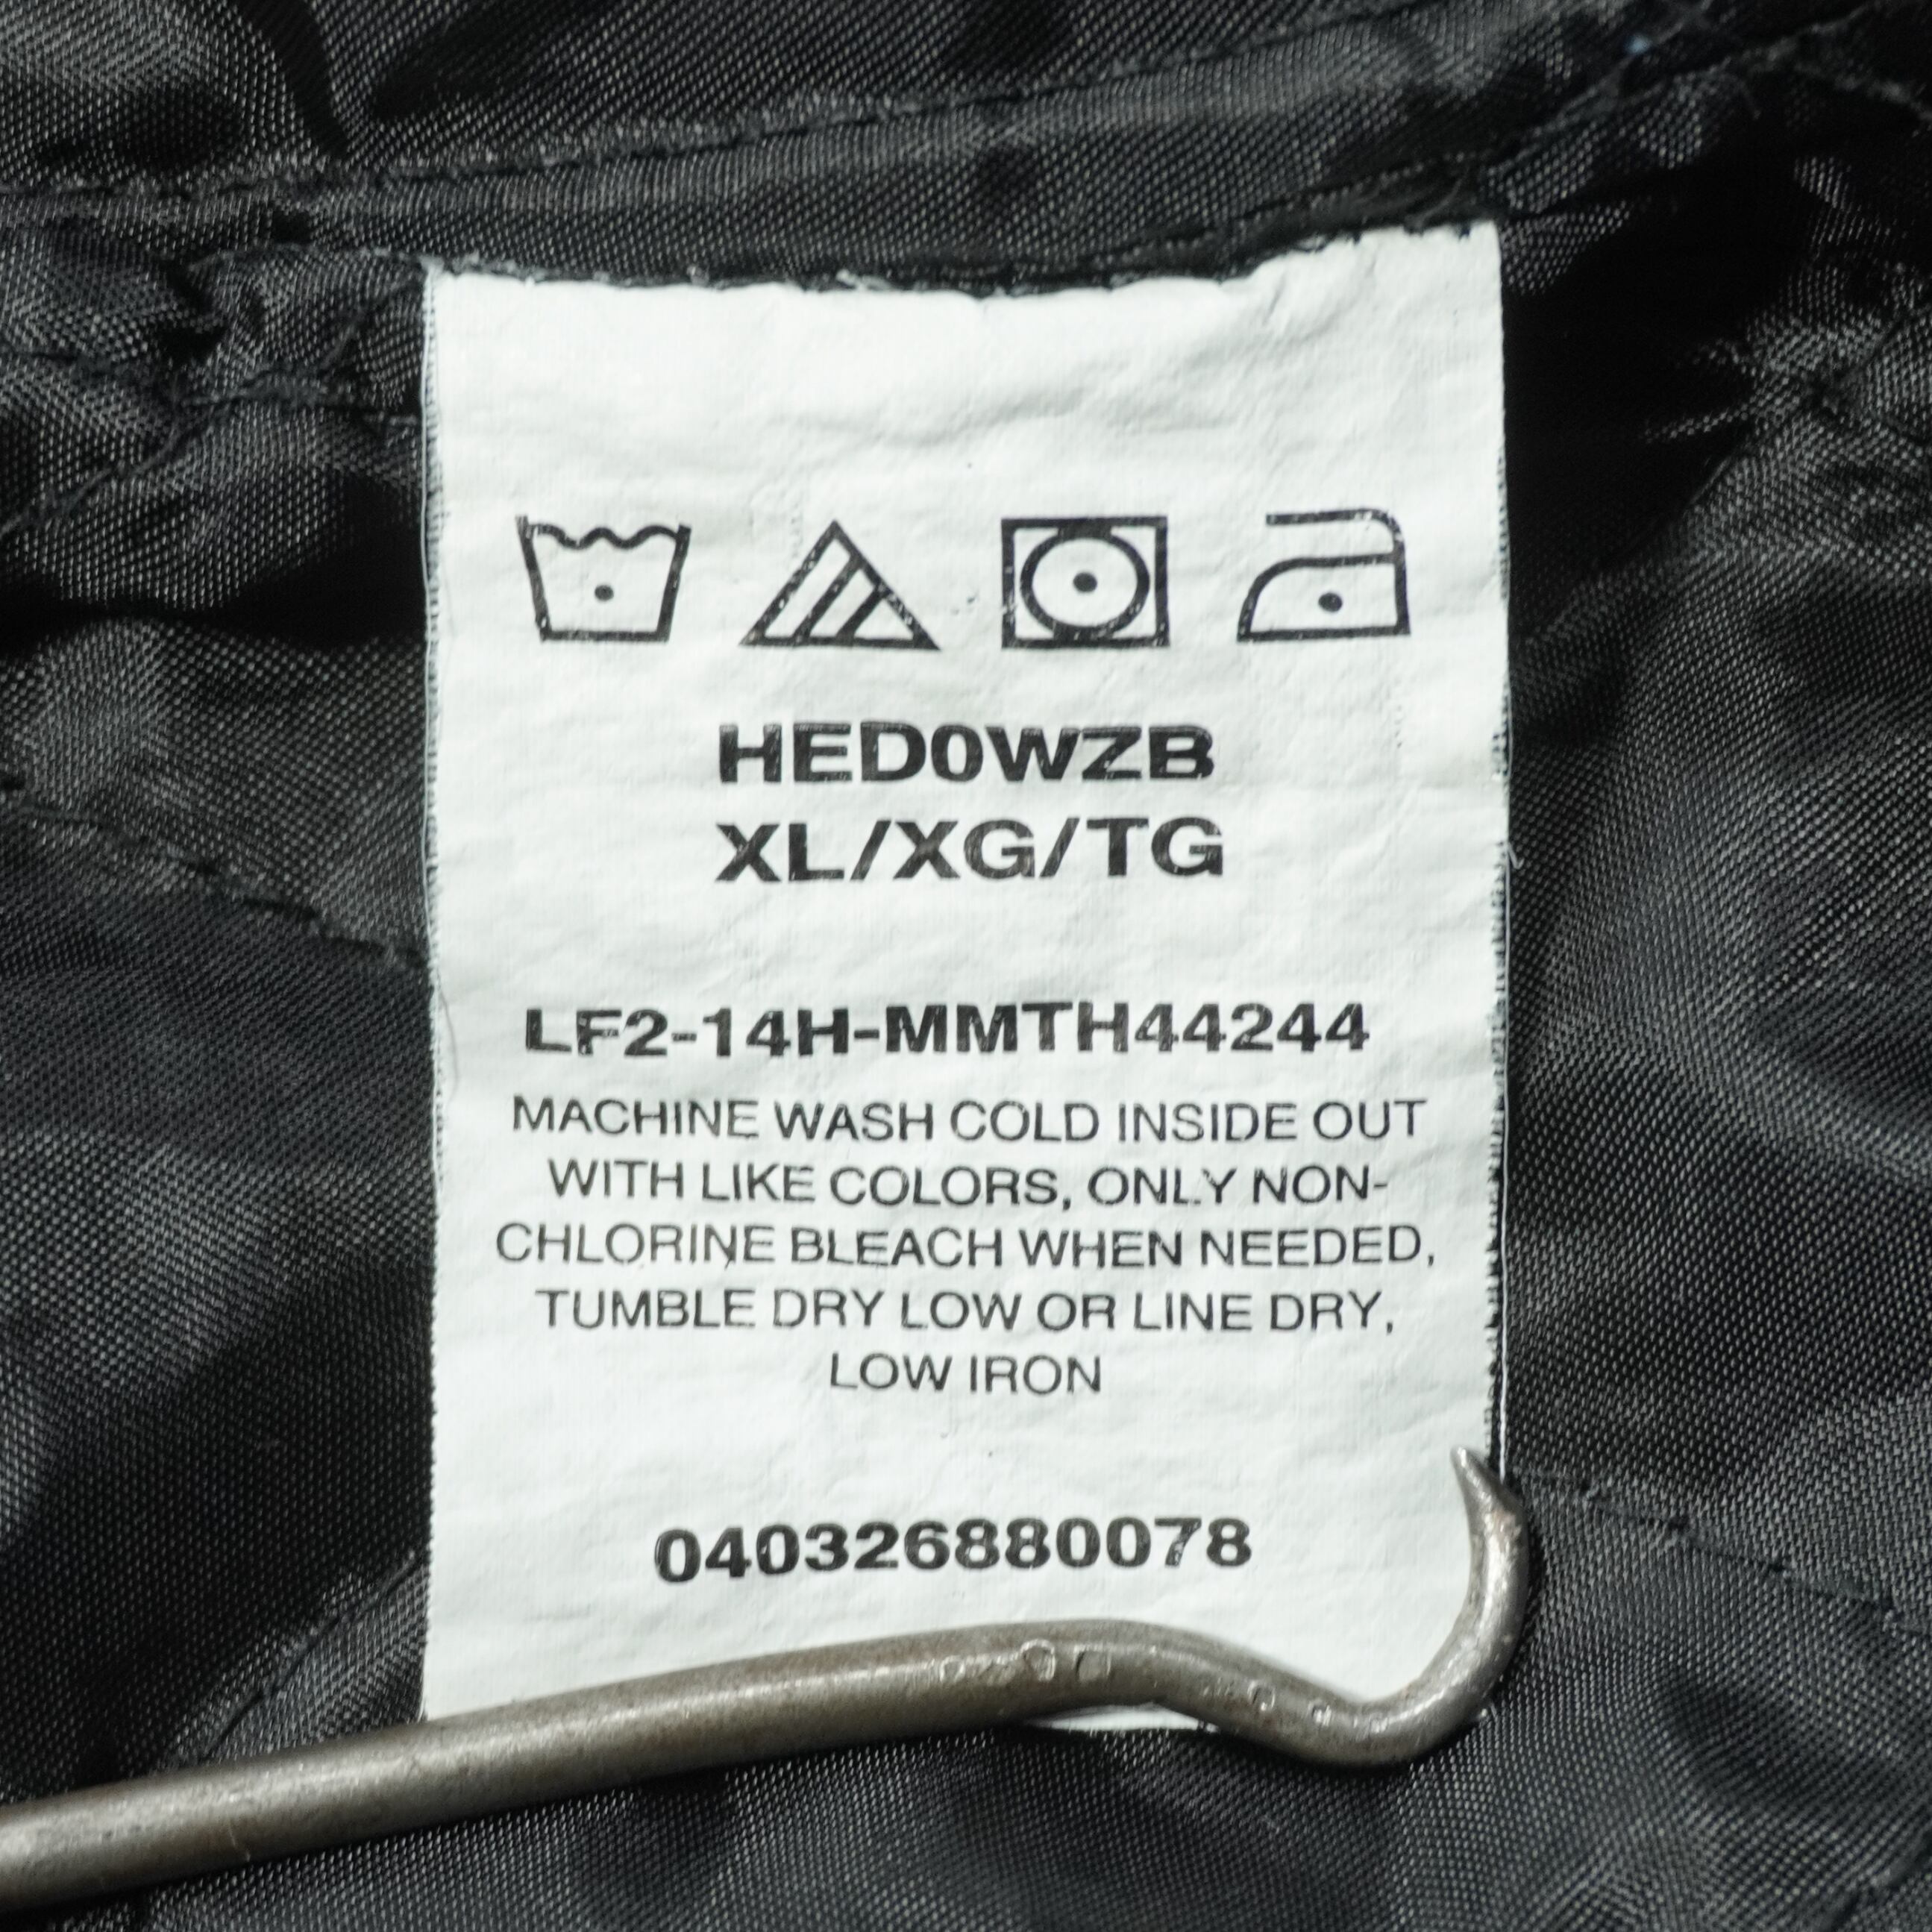 HED0WZB
XL/XG/TG
LF2-14H-MMTH44244
MACHINE WASH COLD INSIDE OUT
WITH LIKE COLORS, ONLY NON-
CHLORINE BLEACH WHEN NEEDED,
TUMBLE DRY LOW OR LINE DRY,
LOW IRON
040326880078